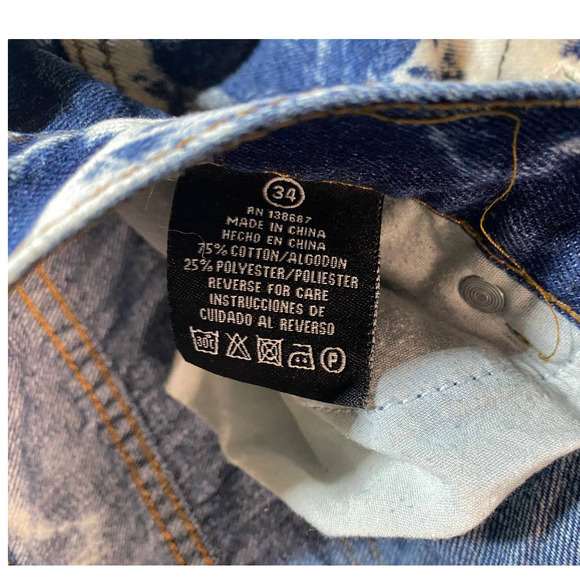 34
RN 138687
MADE IN CHINA
HECHO EN CHINA
75% COTTON/ALGODON
25% POLYESTER/POLIESTER
REVERSE FOR CARE
INSTRUCCIONES DE
CUIDADO AL REVERSO
30C P